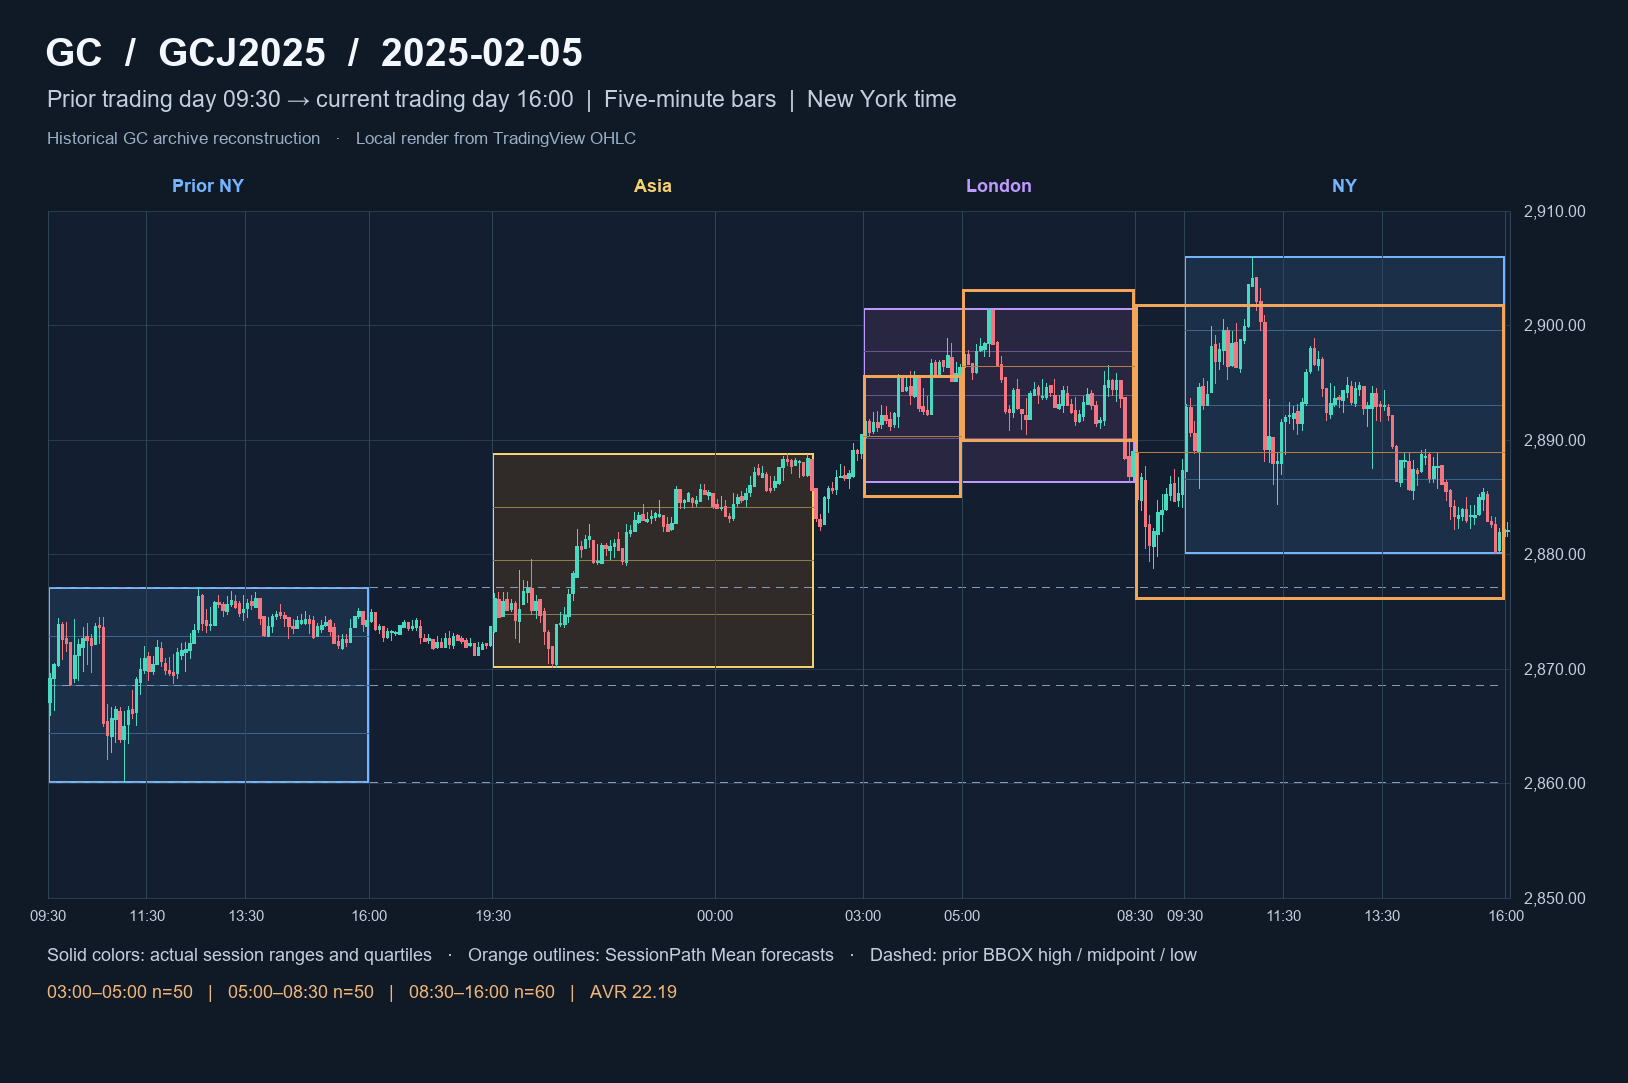 GC / GCJ2025 / 2025-02-05
Prior trading day 09:30 → current trading day 16:00 | Five-minute bars | New York time
Historical GC archive reconstruction · Local render from TradingView OHLC
Prior NY Asia London NY
2,910.00
2,900.00
2,890.00
2,880.00
2,870.00
2,860.00
2,850.00
09:30 11:30 13:30 16:00 19:30 00:00 03:00 05:00 08:30 09:30 11:30 13:30 16:00
Solid colors: actual session ranges and quartiles · Orange outlines: SessionPath Mean forecasts · Dashed: prior BBOX high / midpoint / low
03:00–05:00 n=50 | 05:00–08:30 n=50 | 08:30–16:00 n=60 | AVR 22.19